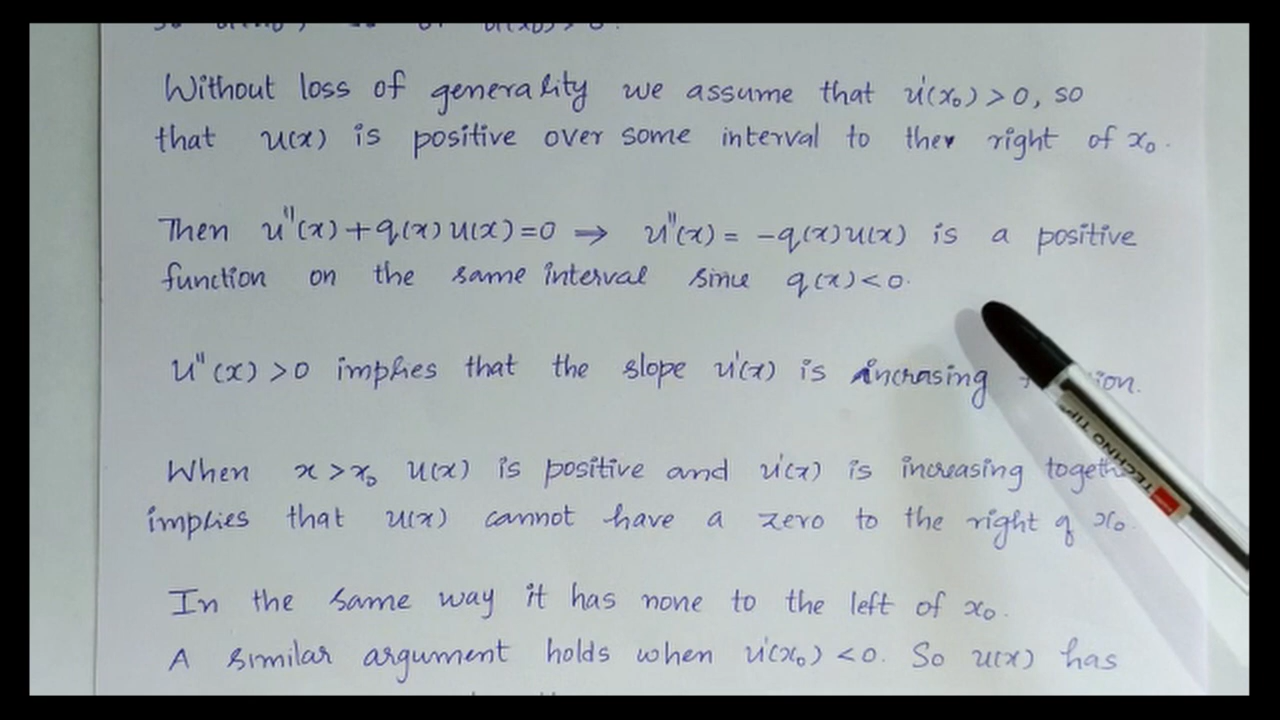 Without loss of generality we assume that u'(x₀) > 0, so
that u(x) is positive over some interval to ther right of x₀.
Then u''(x) + q(x) u(x) = 0 ⇒ u''(x) = -q(x)u(x) is a positive
function on the same interval since q(x) < 0.
u''(x) > 0 implies that the slope u'(x) is incrasing
When x > x₀ u(x) is positive and u'(x) is increasing
implies that u(x) cannot have a zero to the right of x₀.
In the same way it has none to the left of x₀.
A similar argument holds when u'(x₀) < 0. So u(x) has
TECHNO TIP